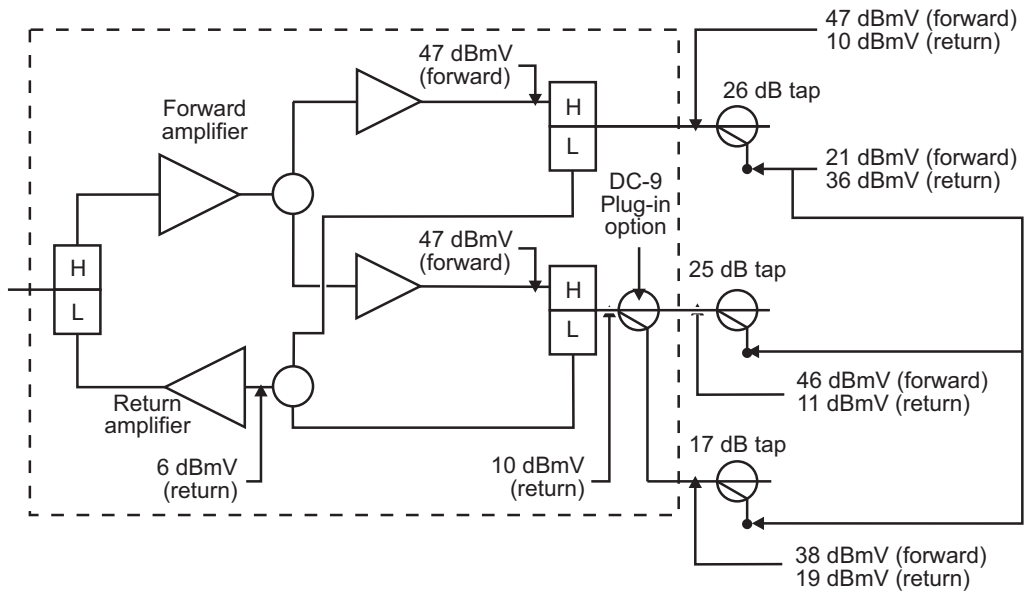 47 dBmV (forward)
10 dBmV (return)
47 dBmV
(forward)
26 dB tap
Forward
amplifier
H
L
21 dBmV (forward)
36 dBmV (return)
DC-9
Plug-in
option
47 dBmV
(forward)
25 dB tap
H
L
H
L
46 dBmV (forward)
11 dBmV (return)
Return
amplifier
17 dB tap
6 dBmV
(return)
10 dBmV
(return)
38 dBmV (forward)
19 dBmV (return)